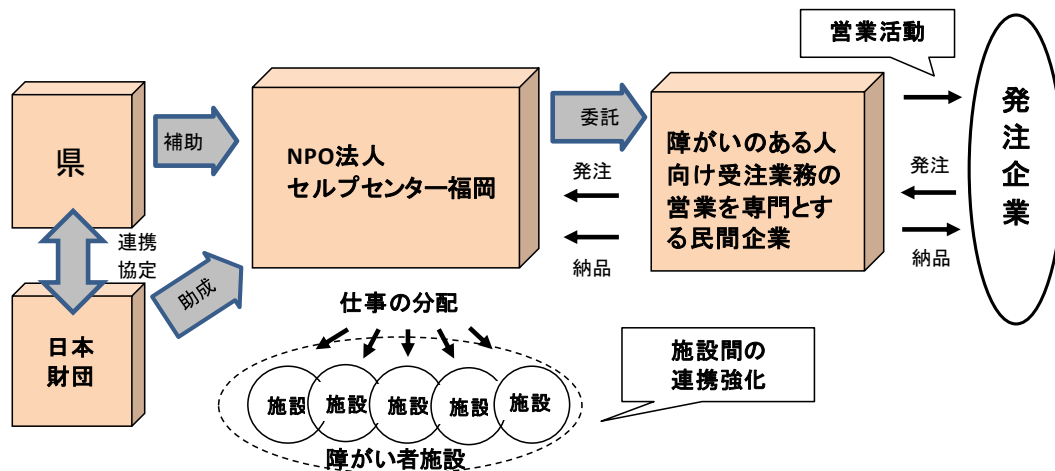 営業活動
県
補助
NPO法人
セルプセンター福岡
委託
発注
納品
障がいのある人
向け受注業務の
営業を専門とす
る民間企業
発注
納品
発注企業
連携
協定
日本
財団
助成
仕事の分配
施設
施設
施設
施設
施設
障がい者施設
施設間の
連携強化